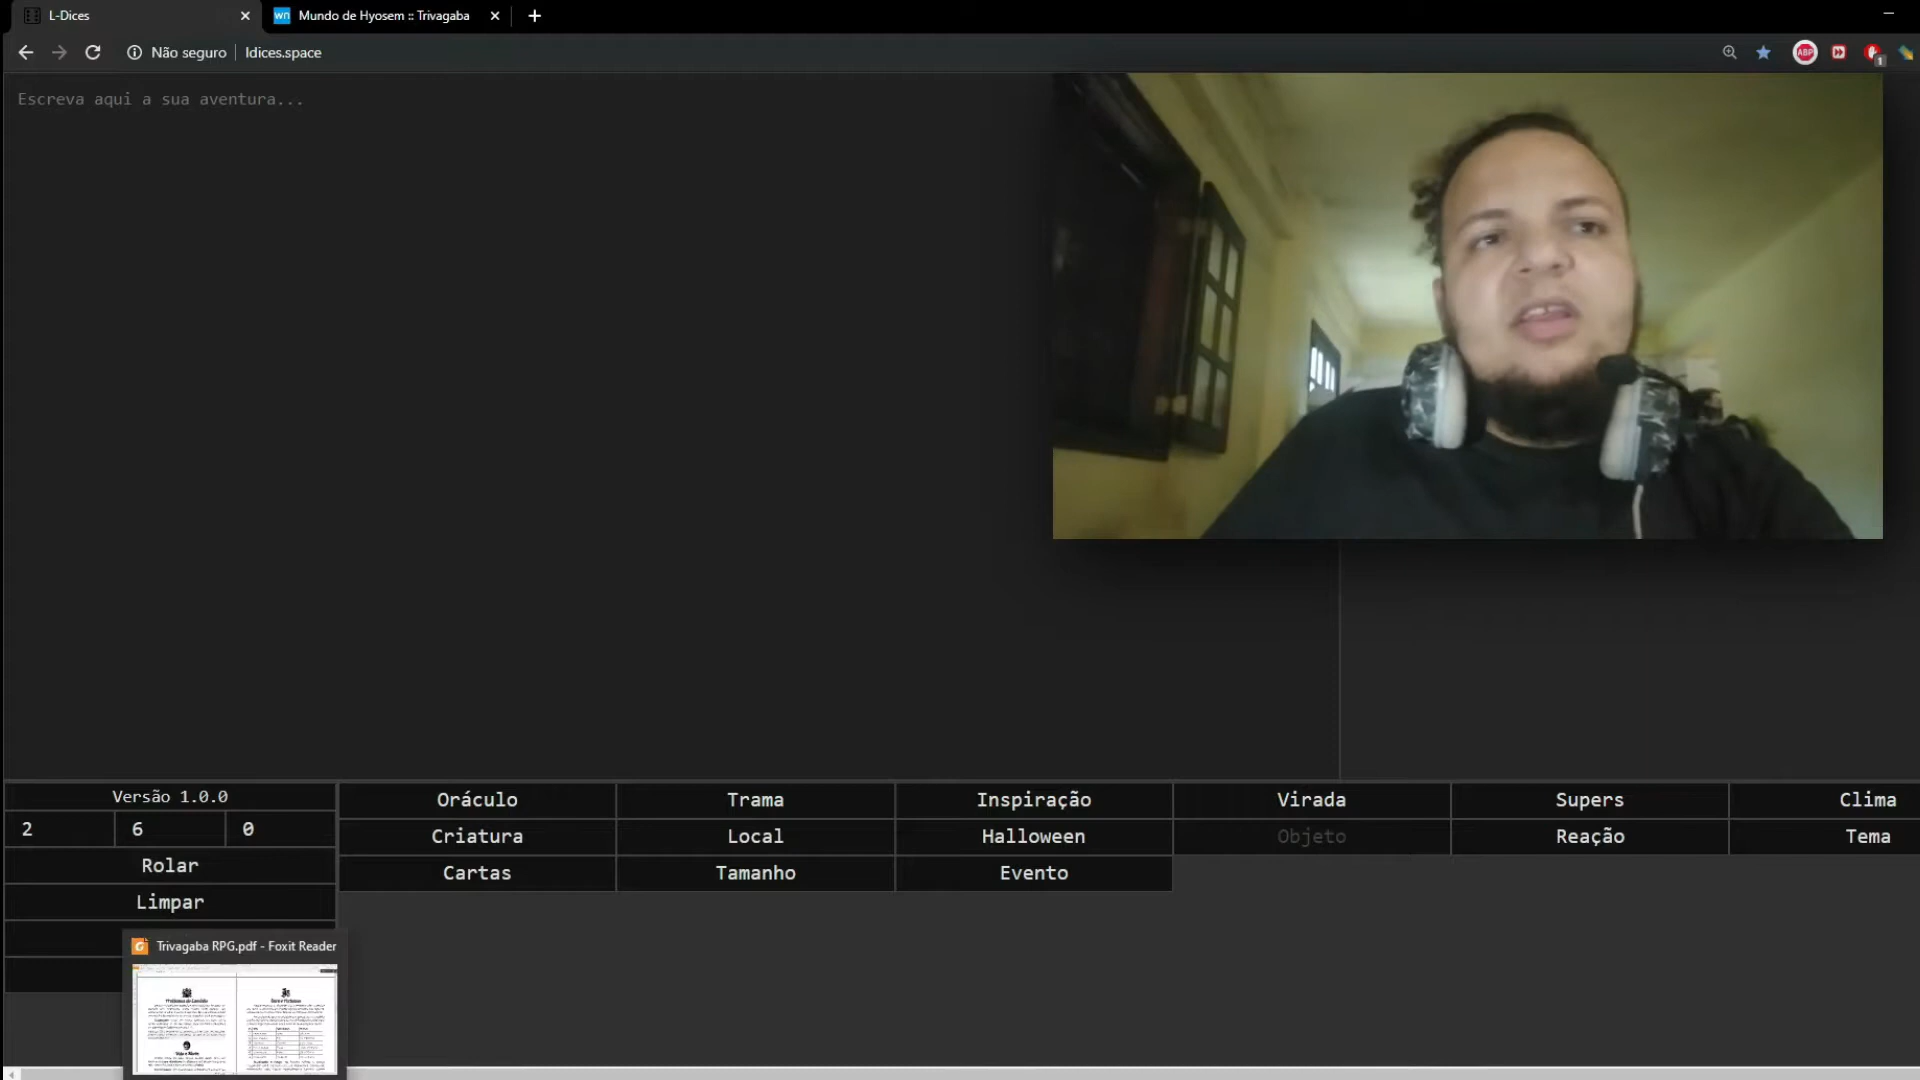 L-Dices
Mundo de Hyosem :: Trivagaba
Não seguro
ldices.space
ABP
1
Escreva aqui a sua aventura...
Versão 1.0.0
2 6 0
Rolar
Limpar
Oráculo Trama Inspiração Virada Supers Clima
Criatura Local Halloween Objeto Reação Tema
Cartas Tamanho Evento
Trivagaba RPG.pdf - Foxit Reader